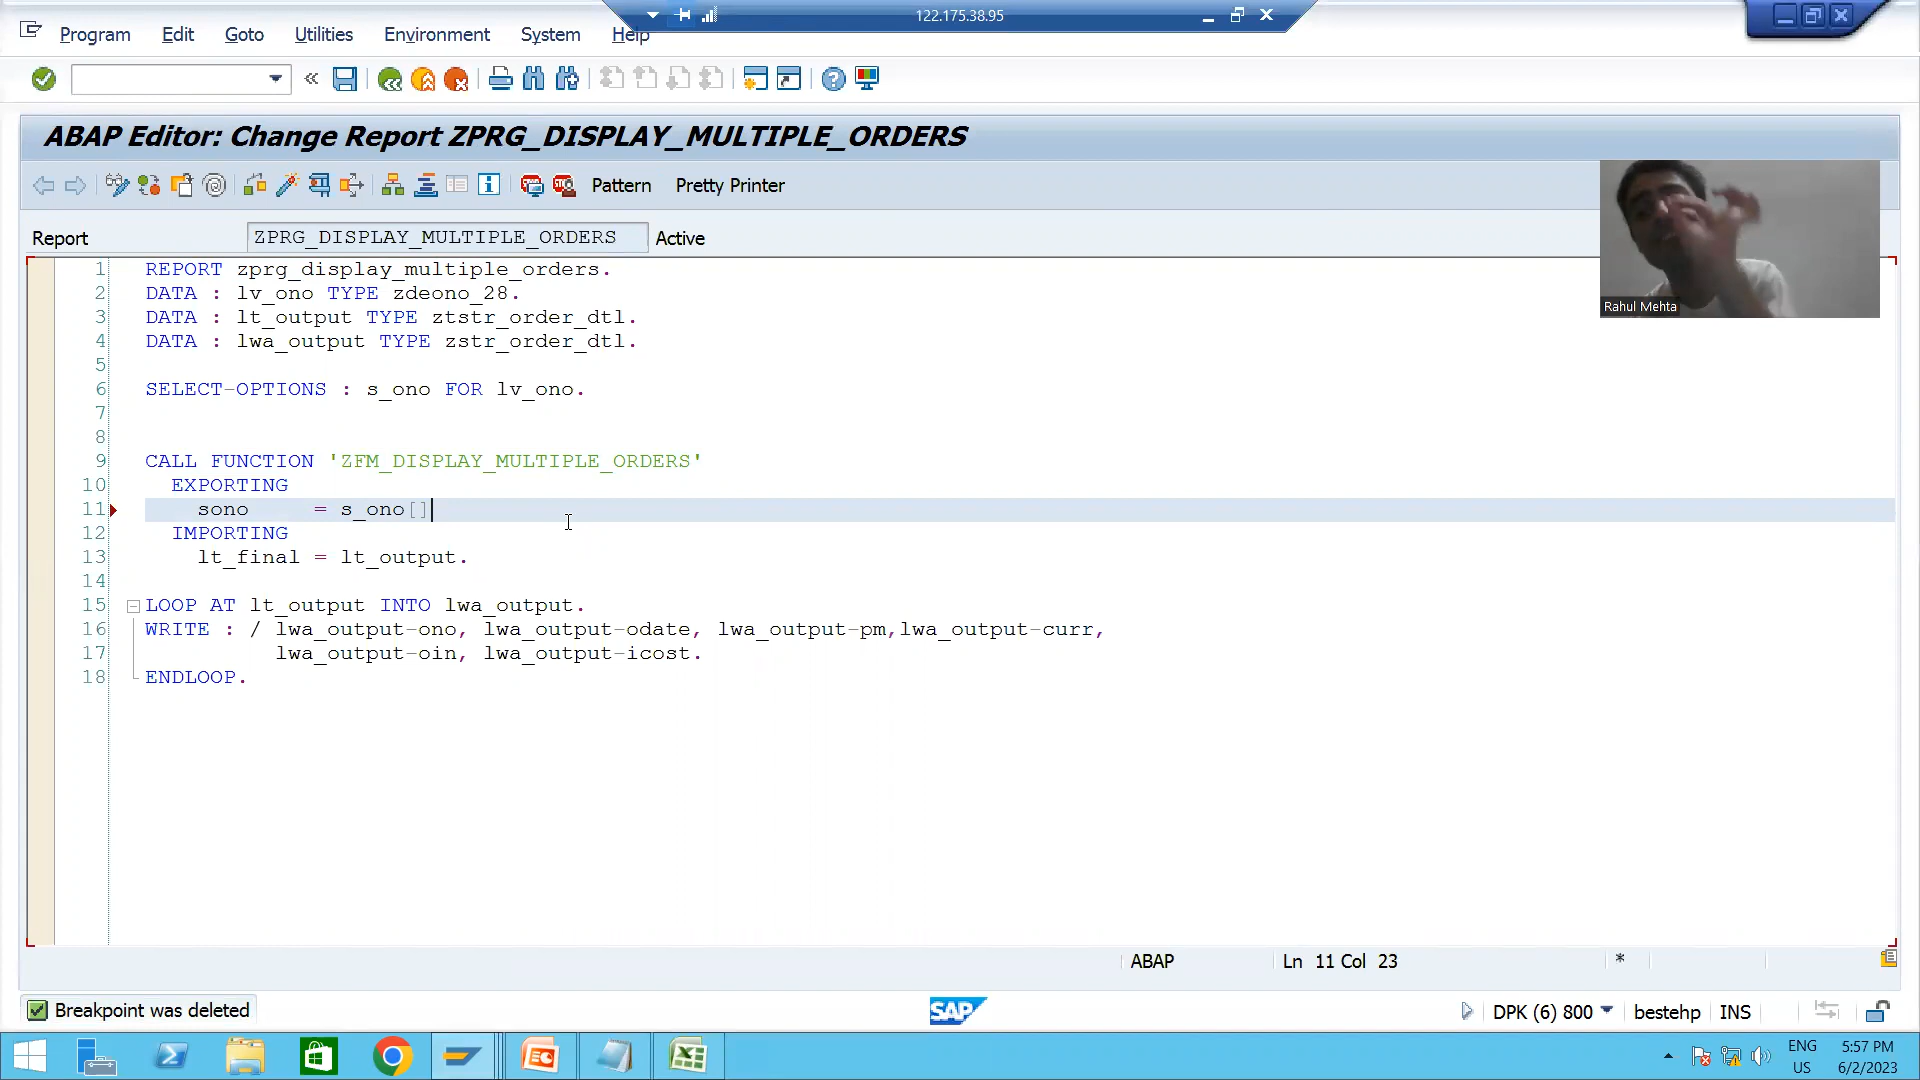 122.175.38.95
Program Edit Goto Utilities Environment System Help
ABAP Editor: Change Report ZPRG_DISPLAY_MULTIPLE_ORDERS
Pattern Pretty Printer
Report ZPRG_DISPLAY_MULTIPLE_ORDERS Active
Rahul Mehta
1 REPORT zprg_display_multiple_orders.
2 DATA : lv_ono TYPE zdeono_28.
3 DATA : lt_output TYPE ztstr_order_dtl.
4 DATA : lwa_output TYPE zstr_order_dtl.
5
6 SELECT-OPTIONS : s_ono FOR lv_ono.
7
8
9 CALL FUNCTION 'ZFM_DISPLAY_MULTIPLE_ORDERS'
10 EXPORTING
11 sono = s_ono[]
12 IMPORTING
13 lt_final = lt_output.
14
15 LOOP AT lt_output INTO lwa_output.
16 WRITE : / lwa_output-ono, lwa_output-odate, lwa_output-pm,lwa_output-curr,
17 lwa_output-oin, lwa_output-icost.
18 ENDLOOP.
ABAP Ln 11 Col 23 *
Breakpoint was deleted SAP DPK (6) 800 bestehp INS
ENG 5:57 PM
US 6/2/2023